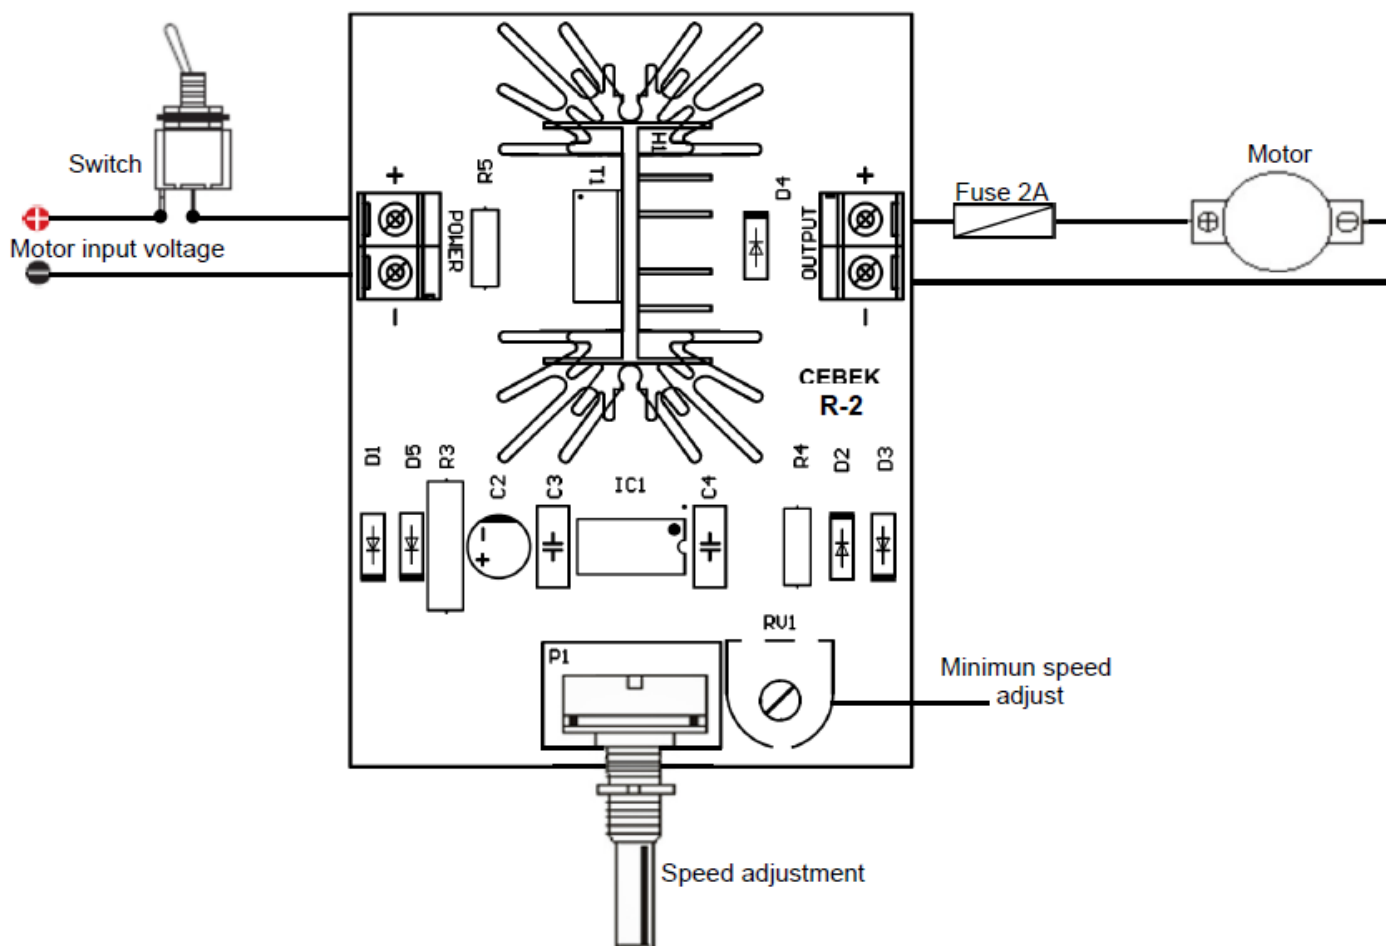 Switch
Motor input voltage
+
POWER
-
R5
T1
H1
D4
+
OUTPUT
-
Fuse 2A
Motor
CEBEK
R-2
D1
D5
R3
C2
-
+
C3
IC1
C4
R4
D2
D3
P1
RV1
Minimun speed
adjust
Speed adjustment